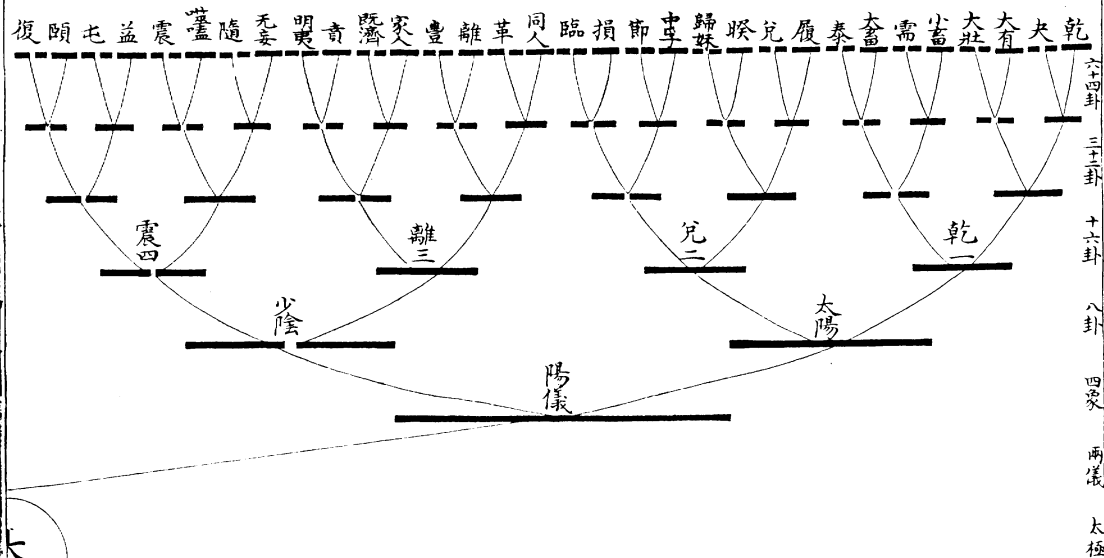 乾 夬 大有 大壯 小畜 需 大畜 泰 履 兌 睽 歸妹 中孚 節 損 臨 同人 革 離 豐 家人 既濟 賁 明夷 无妄 隨 噬嗑 震 益 屯 頤 復
六十四卦
三十二卦
十六卦
乾一 兌二 離三 震四
八卦
太陽 少陰
四象
陽儀
兩儀
太極